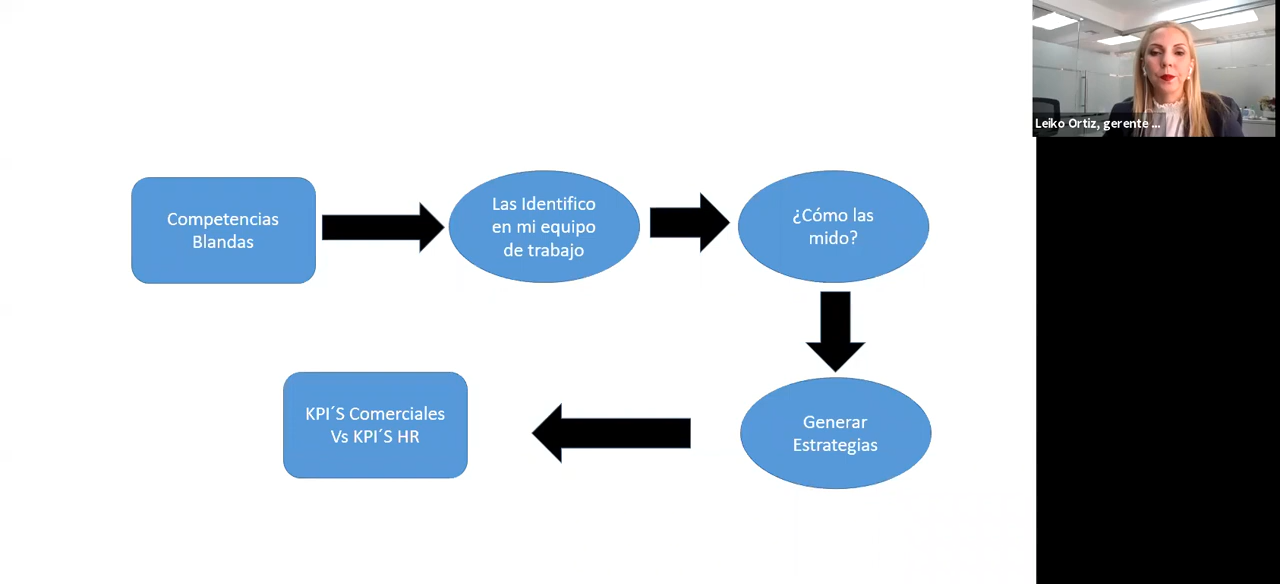 Competencias
Blandas
Las Identifico
en mi equipo
de trabajo
¿Cómo las
mido?
Generar
Estrategias
KPI´S Comerciales
Vs KPI´S HR
Leiko Ortiz, gerente ...